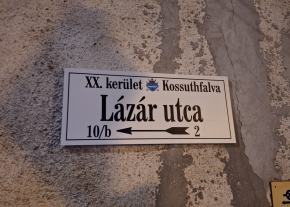 XX. kerület Kossuthfalva
Lázár utca
10/b 2